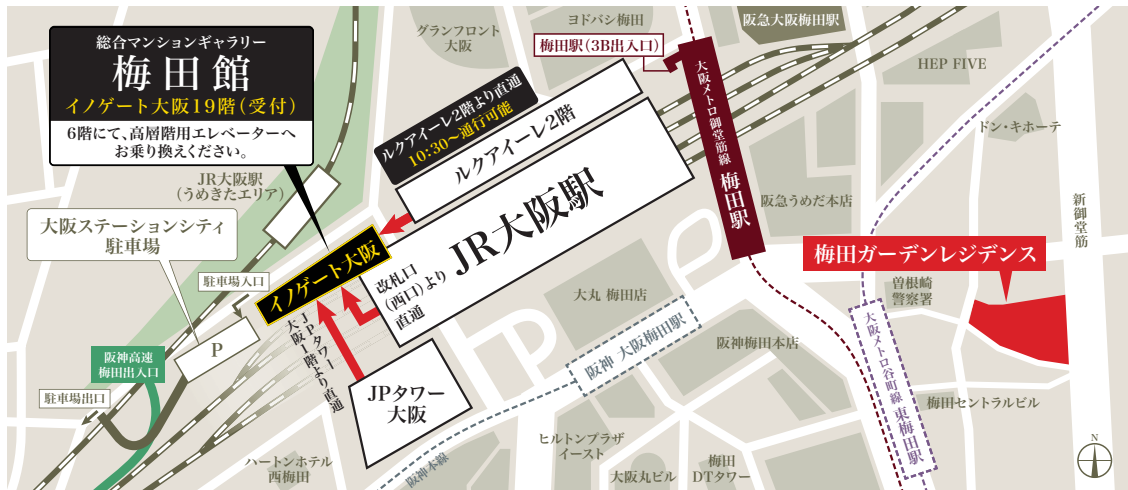 総合マンションギャラリー
梅田館
イノゲート大阪19階(受付)
6階にて、高層階用エレベーターへ
お乗り換えください。
グランフロント
大阪
ヨドバシ梅田
阪急大阪梅田駅
梅田駅(3B出入口)
HEP FIVE
ドン・キホーテ
ルクアイーレ2階より直通
10:30~通行可能
ルクアイーレ2階
大阪メトロ御堂筋線 梅田駅
JR大阪駅
(うめきたエリア)
大阪ステーションシティ
駐車場
JR大阪駅
阪急うめだ本店
新御堂筋
イノゲート大阪
改札口
(西口)より
直通
梅田ガーデンレジデンス
駐車場入口
曽根崎
警察署
大丸 梅田店
P
JPタワー
大阪1階より直通
阪神 大阪梅田駅
阪神梅田本店
大阪メトロ谷町線 東梅田駅
阪神高速
梅田出入口
駐車場出口
JPタワー
大阪
梅田セントラルビル
ヒルトンプラザ
イースト
ハートンホテル
西梅田
阪神本線
大阪丸ビル
梅田
DTタワー
N